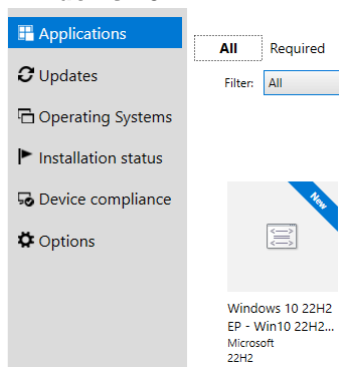 Applications
Updates
Operating Systems
Installation status
Device compliance
Options
All Required
Filter: All
New
Windows 10 22H2
EP - Win10 22H2...
Microsoft
22H2